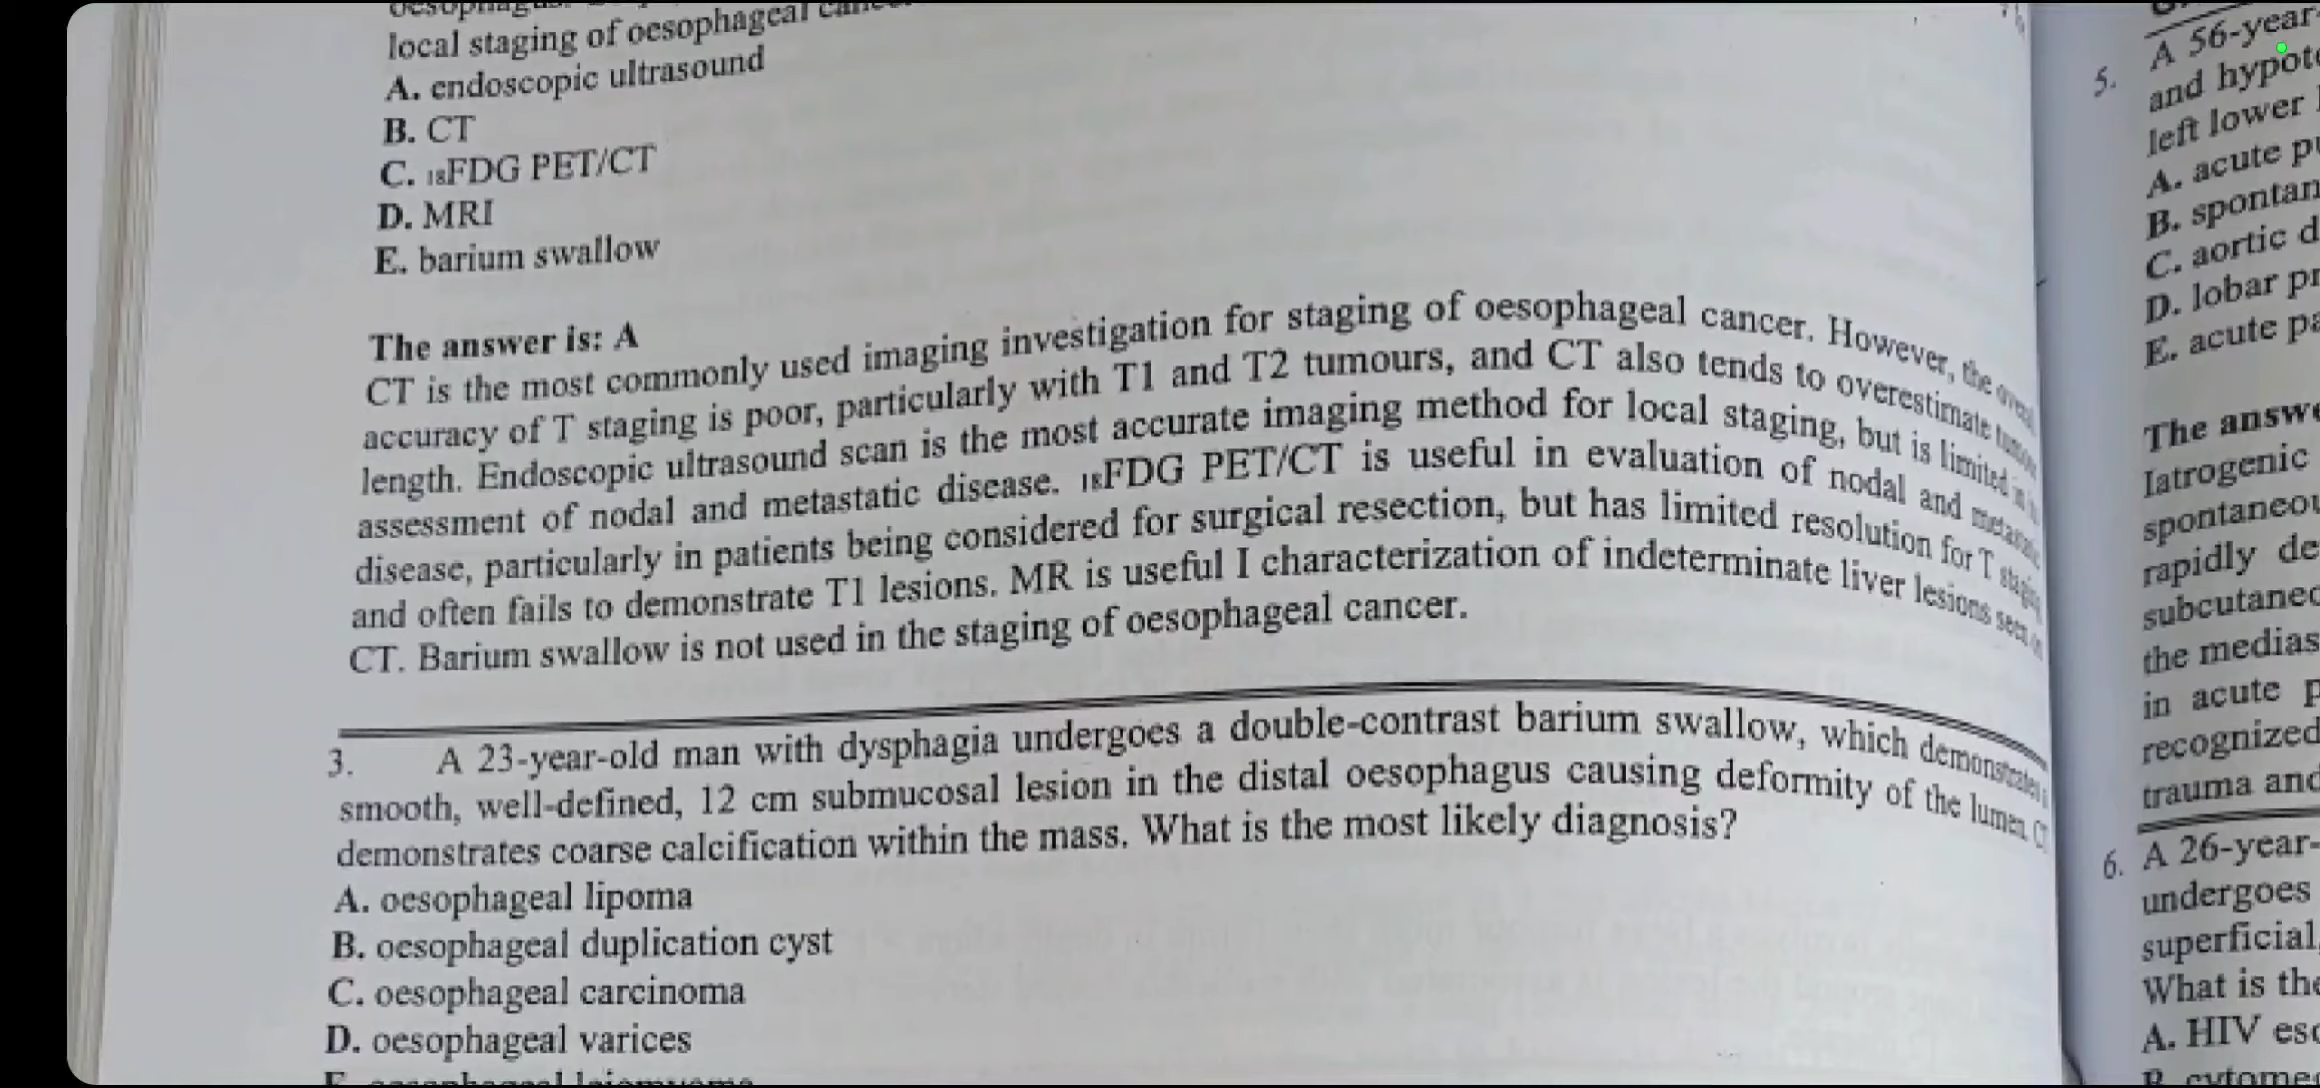 local staging of oesophageal
A. endoscopic ultrasound
B. CT
C. 18FDG PET/CT
D. MRI
E. barium swallow
The answer is: A
CT is the most commonly used imaging investigation for staging of oesophageal cancer. However, the
accuracy of T staging is poor, particularly with T1 and T2 tumours, and CT also tends to overestimate
length. Endoscopic ultrasound scan is the most accurate imaging method for local staging, but is limited in
assessment of nodal and metastatic disease. 18FDG PET/CT is useful in evaluation of nodal and
disease, particularly in patients being considered for surgical resection, but has limited resolution for T staging
and often fails to demonstrate T1 lesions. MR is useful I characterization of indeterminate liver lesions seen
CT. Barium swallow is not used in the staging of oesophageal cancer.
3. A 23-year-old man with dysphagia undergoes a double-contrast barium swallow, which demonstrates
smooth, well-defined, 12 cm submucosal lesion in the distal oesophagus causing deformity of the lumen. CT
demonstrates coarse calcification within the mass. What is the most likely diagnosis?
A. oesophageal lipoma
B. oesophageal duplication cyst
C. oesophageal carcinoma
D. oesophageal varices
5. A 56-year-
and
left lower
A. acute
B.
C. aortic
D. lobar
E. acute
The
Iatrogenic
rapidly
the
in acute
recognized
trauma and
6. A 26-year-
undergoes
superficial,
What is the
A. HIV